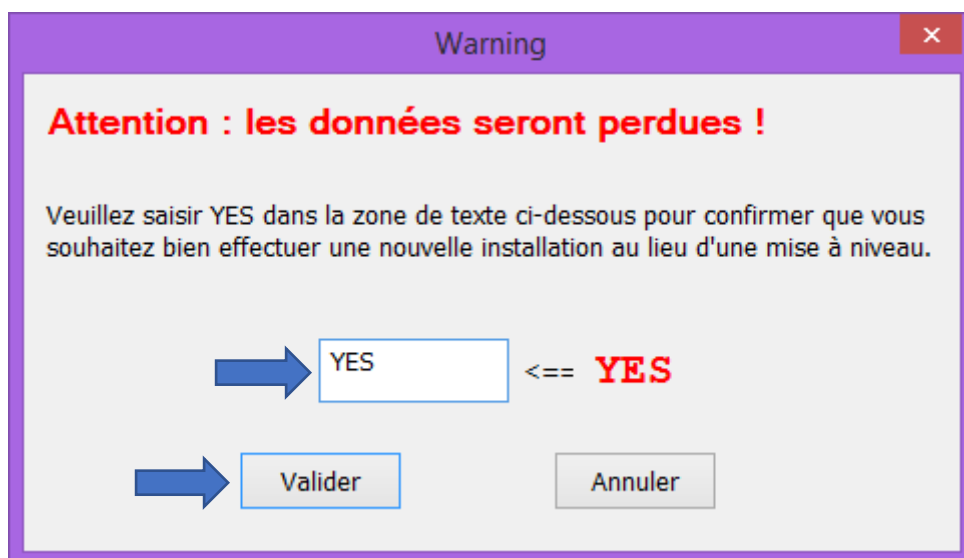 Warning
Attention : les données seront perdues !
Veuillez saisir YES dans la zone de texte ci-dessous pour confirmer que vous
souhaitez bien effectuer une nouvelle installation au lieu d'une mise à niveau.
YES <== YES
Valider Annuler